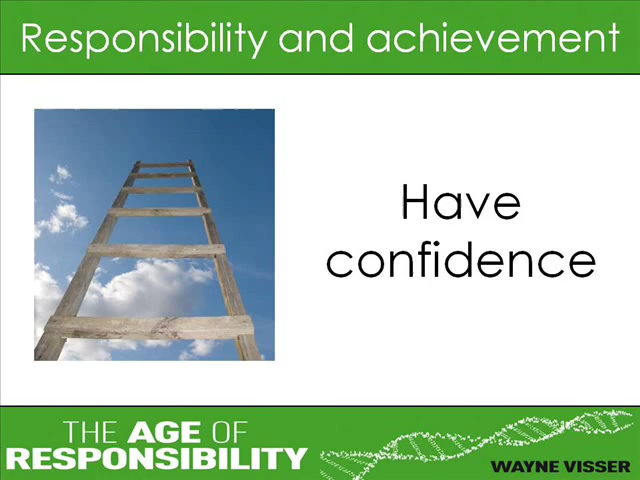 Responsibility and achievement
Have
confidence
THE AGE OF
RESPONSIBILITY
WAYNE VISSER